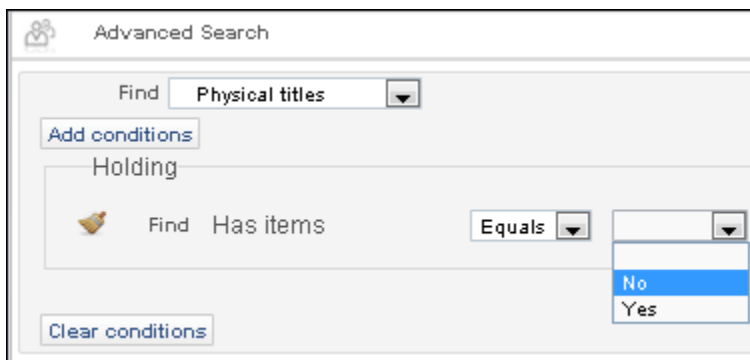 Advanced Search
Find Physical titles
Add conditions
Holding
Find Has items Equals
No
Yes
Clear conditions